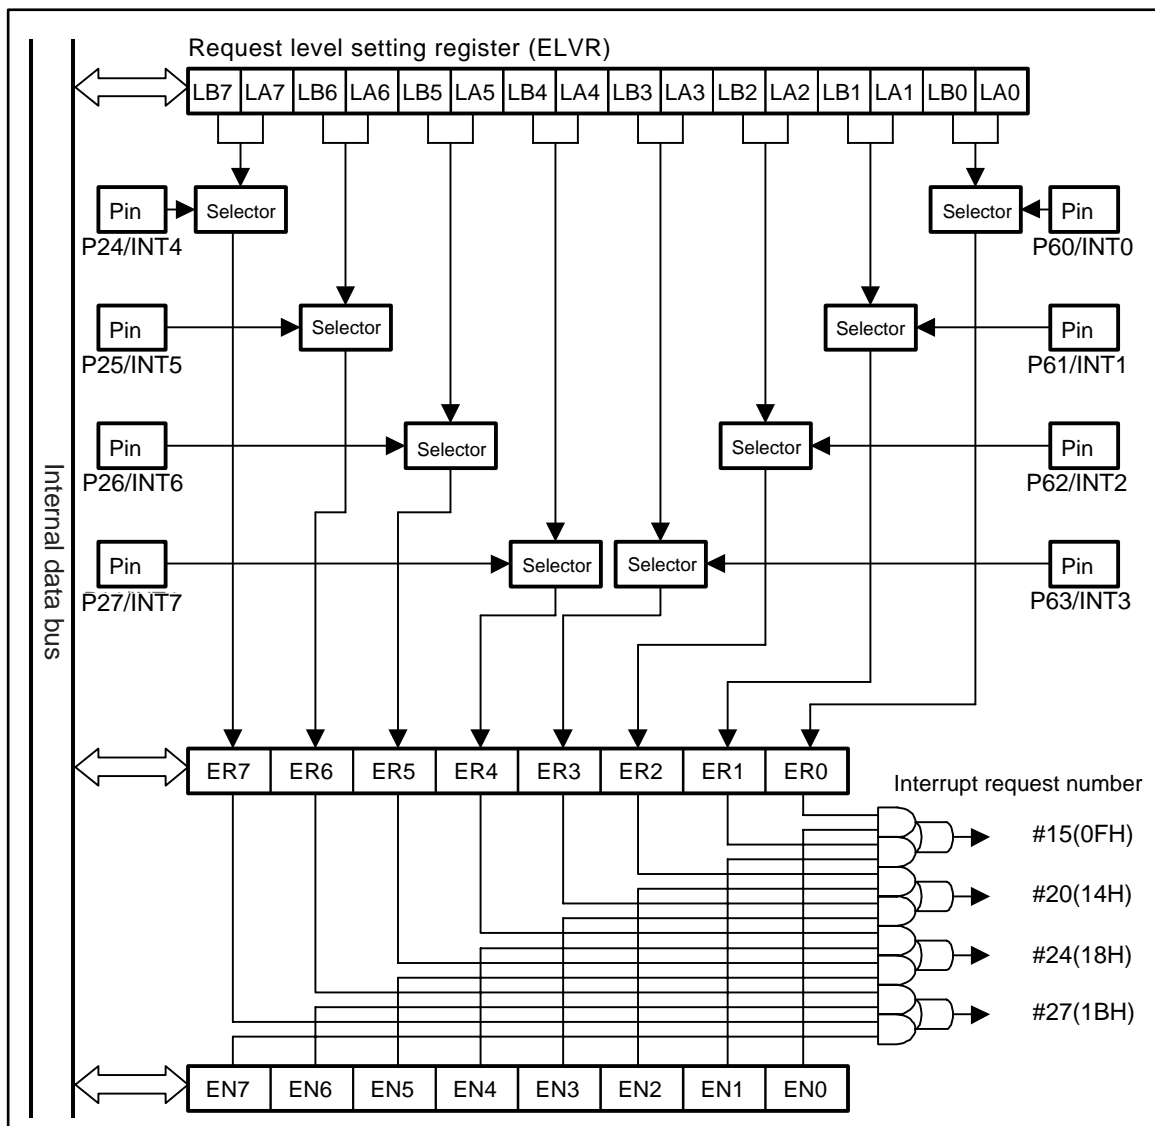 Request level setting register (ELVR)
LB7 LA7 LB6 LA6 LB5 LA5 LB4 LA4 LB3 LA3 LB2 LA2 LB1 LA1 LB0 LA0
Pin Selector Selector Pin
P24/INT4 P60/INT0
Pin Selector Selector Pin
P25/INT5 P61/INT1
Pin Selector Selector Pin
P26/INT6 P62/INT2
Internal data bus
Pin Selector Selector Pin
P27/INT7 P63/INT3
ER7 ER6 ER5 ER4 ER3 ER2 ER1 ER0
Interrupt request number
#15(0FH)
#20(14H)
#24(18H)
#27(1BH)
EN7 EN6 EN5 EN4 EN3 EN2 EN1 EN0